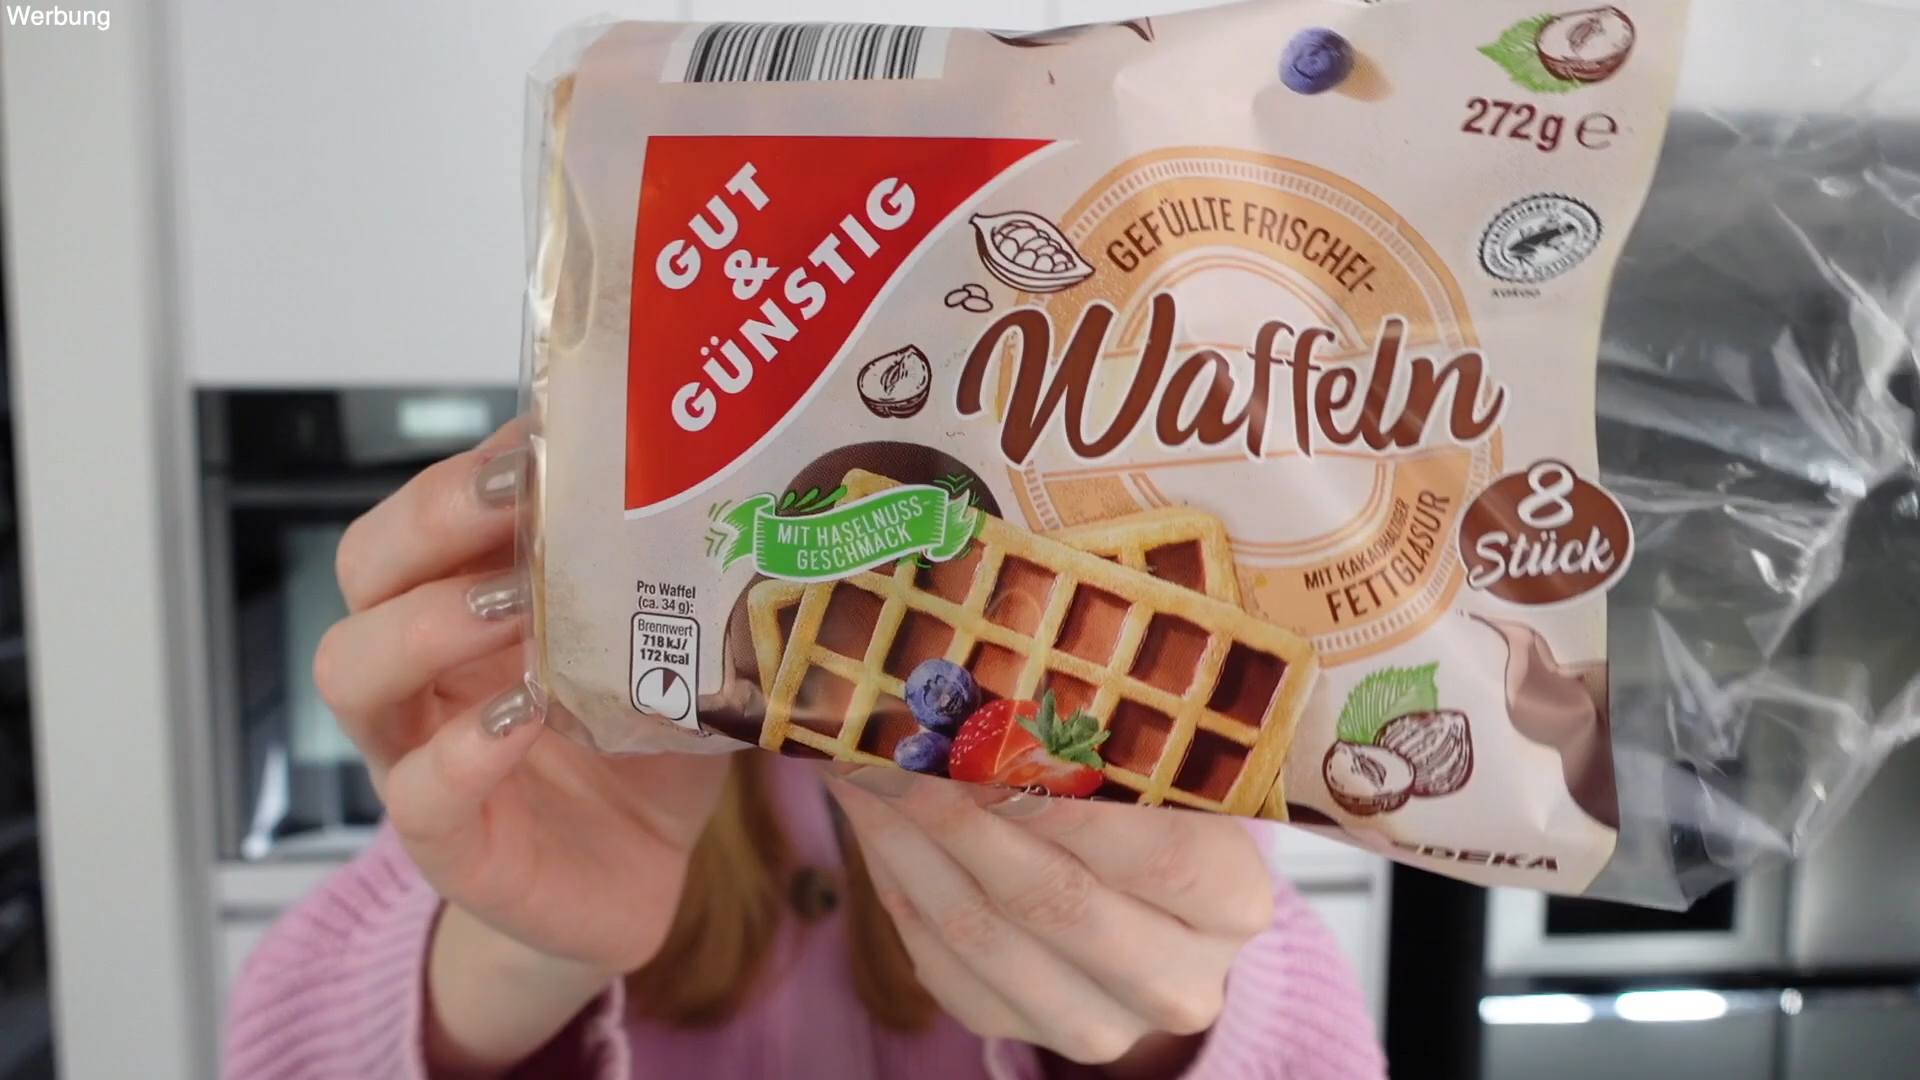 Werbung
272g e
GUT
&
GÜNSTIG
GEFÜLLTE FRISCHEI-
Waffeln
kakao
MIT HASELNUSS-
GESCHMACK
MIT KAKAOHALTIGER
FETTGLASUR
8
Stück
Pro Waffel
(ca. 34 g):
Brennwert
718 kJ/
172 kcal
EDEKA